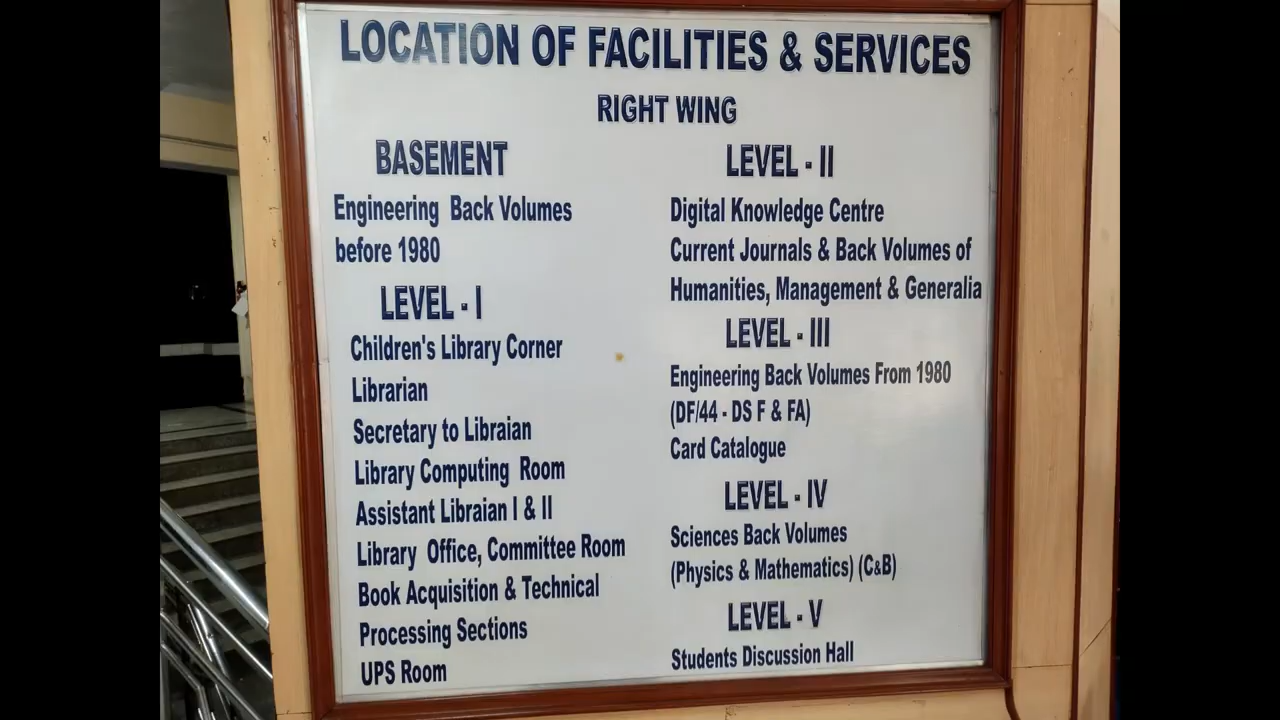 LOCATION OF FACILITIES & SERVICES
RIGHT WING
BASEMENT
Engineering Back Volumes
before 1980
LEVEL - I
Children's Library Corner
Librarian
Secretary to Libraian
Library Computing Room
Assistant Libraian I & II
Library Office, Committee Room
Book Acquisition & Technical
Processing Sections
UPS Room
LEVEL - II
Digital Knowledge Centre
Current Journals & Back Volumes of
Humanities, Management & Generalia
LEVEL - III
Engineering Back Volumes From 1980
(DF/44 - DS F & FA)
Card Catalogue
LEVEL - IV
Sciences Back Volumes
(Physics & Mathematics) (C&B)
LEVEL - V
Students Discussion Hall